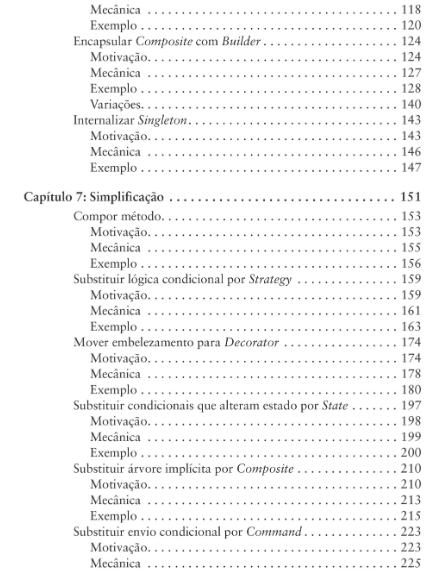 Mecânica . . . . . . . . . . . . . . . . . . . . . . . . . . . . . . . . . . . 118
Exemplo . . . . . . . . . . . . . . . . . . . . . . . . . . . . . . . . . . . 120
Encapsular Composite com Builder . . . . . . . . . . . . . . . . . . . 124
Motivação. . . . . . . . . . . . . . . . . . . . . . . . . . . . . . . . . . . 124
Mecânica . . . . . . . . . . . . . . . . . . . . . . . . . . . . . . . . . . . 127
Exemplo . . . . . . . . . . . . . . . . . . . . . . . . . . . . . . . . . . . 128
Variações. . . . . . . . . . . . . . . . . . . . . . . . . . . . . . . . . . . 140
Internalizar Singleton. . . . . . . . . . . . . . . . . . . . . . . . . . . . . 143
Motivação. . . . . . . . . . . . . . . . . . . . . . . . . . . . . . . . . . . 143
Mecânica . . . . . . . . . . . . . . . . . . . . . . . . . . . . . . . . . . . 146
Exemplo . . . . . . . . . . . . . . . . . . . . . . . . . . . . . . . . . . . 147
Capítulo 7: Simplificação . . . . . . . . . . . . . . . . . . . . . . . . . . . . . . . . 151
Compor método. . . . . . . . . . . . . . . . . . . . . . . . . . . . . . . . 153
Motivação. . . . . . . . . . . . . . . . . . . . . . . . . . . . . . . . . . . 153
Mecânica . . . . . . . . . . . . . . . . . . . . . . . . . . . . . . . . . . . 155
Exemplo . . . . . . . . . . . . . . . . . . . . . . . . . . . . . . . . . . . 156
Substituir lógica condicional por Strategy . . . . . . . . . . . . . . 159
Motivação. . . . . . . . . . . . . . . . . . . . . . . . . . . . . . . . . . . 159
Mecânica . . . . . . . . . . . . . . . . . . . . . . . . . . . . . . . . . . . 161
Exemplo . . . . . . . . . . . . . . . . . . . . . . . . . . . . . . . . . . . 163
Mover embelezamento para Decorator . . . . . . . . . . . . . . . . 174
Motivação. . . . . . . . . . . . . . . . . . . . . . . . . . . . . . . . . . . 174
Mecânica . . . . . . . . . . . . . . . . . . . . . . . . . . . . . . . . . . . 178
Exemplo . . . . . . . . . . . . . . . . . . . . . . . . . . . . . . . . . . . 180
Substituir condicionais que alteram estado por State . . . . . . . 197
Motivação. . . . . . . . . . . . . . . . . . . . . . . . . . . . . . . . . . . 198
Mecânica . . . . . . . . . . . . . . . . . . . . . . . . . . . . . . . . . . . 199
Exemplo . . . . . . . . . . . . . . . . . . . . . . . . . . . . . . . . . . . 200
Substituir árvore implícita por Composite . . . . . . . . . . . . . . 210
Motivação. . . . . . . . . . . . . . . . . . . . . . . . . . . . . . . . . . . 210
Mecânica . . . . . . . . . . . . . . . . . . . . . . . . . . . . . . . . . . . 213
Exemplo . . . . . . . . . . . . . . . . . . . . . . . . . . . . . . . . . . . 215
Substituir envio condicional por Command . . . . . . . . . . . . . 223
Motivação. . . . . . . . . . . . . . . . . . . . . . . . . . . . . . . . . . . 223
Mecânica . . . . . . . . . . . . . . . . . . . . . . . . . . . . . . . . . . . 225